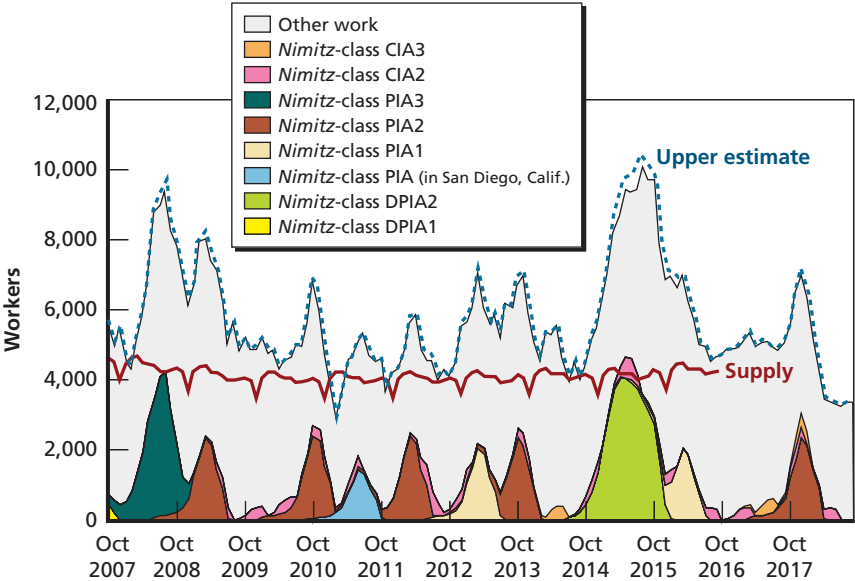 Other work
Nimitz-class CIA3
Nimitz-class CIA2
Nimitz-class PIA3
Nimitz-class PIA2
Nimitz-class PIA1
Nimitz-class PIA (in San Diego, Calif.)
Nimitz-class DPIA2
Nimitz-class DPIA1
12,000
10,000
8,000
6,000
4,000
2,000
0
Workers
Upper estimate
Supply
Oct Oct Oct Oct Oct Oct Oct Oct Oct Oct Oct
2007 2008 2009 2010 2011 2012 2013 2014 2015 2016 2017